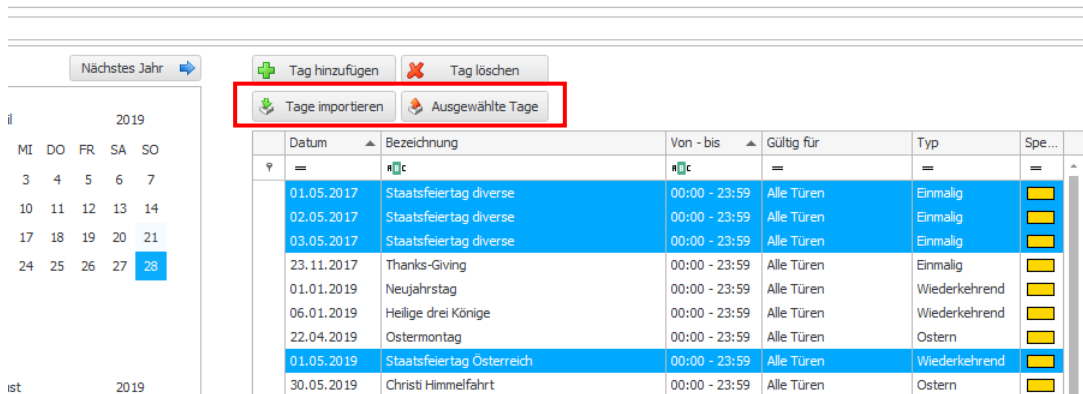 Nächstes Jahr
2019
MI DO FR SA SO
3 4 5 6 7
10 11 12 13 14
17 18 19 20 21
24 25 26 27 28
2019
Tag hinzufügen Tag löschen
Tage importieren Ausgewählte Tage
Datum Bezeichnung Von - bis Gültig für Typ Spe...
= ABC ABC = = =
01.05.2017 Staatsfeiertag diverse 00:00 - 23:59 Alle Türen Einmalig
02.05.2017 Staatsfeiertag diverse 00:00 - 23:59 Alle Türen Einmalig
03.05.2017 Staatsfeiertag diverse 00:00 - 23:59 Alle Türen Einmalig
23.11.2017 Thanks-Giving 00:00 - 23:59 Alle Türen Einmalig
01.01.2019 Neujahrstag 00:00 - 23:59 Alle Türen Wiederkehrend
06.01.2019 Heilige drei Könige 00:00 - 23:59 Alle Türen Wiederkehrend
22.04.2019 Ostermontag 00:00 - 23:59 Alle Türen Ostern
01.05.2019 Staatsfeiertag Österreich 00:00 - 23:59 Alle Türen Wiederkehrend
30.05.2019 Christi Himmelfahrt 00:00 - 23:59 Alle Türen Ostern